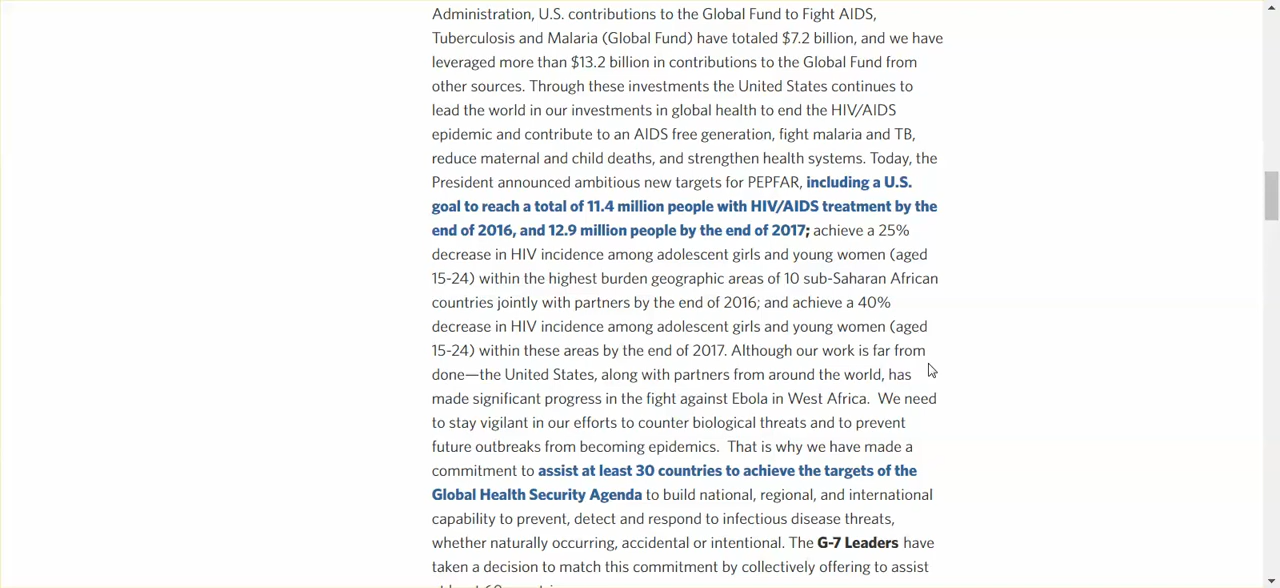 Administration, U.S. contributions to the Global Fund to Fight AIDS,
Tuberculosis and Malaria (Global Fund) have totaled $7.2 billion, and we have
leveraged more than $13.2 billion in contributions to the Global Fund from
other sources. Through these investments the United States continues to
lead the world in our investments in global health to end the HIV/AIDS
epidemic and contribute to an AIDS free generation, fight malaria and TB,
reduce maternal and child deaths, and strengthen health systems. Today, the
President announced ambitious new targets for PEPFAR, including a U.S.
goal to reach a total of 11.4 million people with HIV/AIDS treatment by the
end of 2016, and 12.9 million people by the end of 2017; achieve a 25%
decrease in HIV incidence among adolescent girls and young women (aged
15-24) within the highest burden geographic areas of 10 sub-Saharan African
countries jointly with partners by the end of 2016; and achieve a 40%
decrease in HIV incidence among adolescent girls and young women (aged
15-24) within these areas by the end of 2017. Although our work is far from
done—the United States, along with partners from around the world, has
made significant progress in the fight against Ebola in West Africa.  We need
to stay vigilant in our efforts to counter biological threats and to prevent
future outbreaks from becoming epidemics.  That is why we have made a
commitment to assist at least 30 countries to achieve the targets of the
Global Health Security Agenda to build national, regional, and international
capability to prevent, detect and respond to infectious disease threats,
whether naturally occurring, accidental or intentional. The G-7 Leaders have
taken a decision to match this commitment by collectively offering to assist